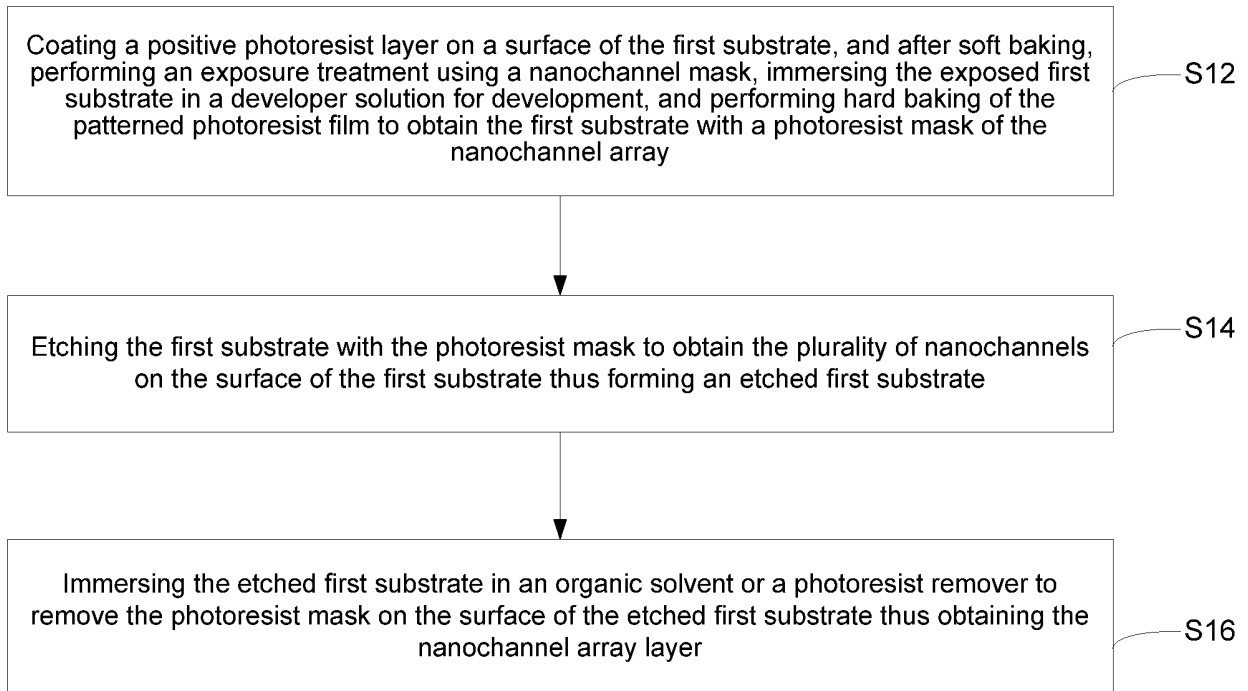 Coating a positive photoresist layer on a surface of the first substrate, and after soft baking,
performing an exposure treatment using a nanochannel mask, immersing the exposed first
substrate in a developer solution for development, and performing hard baking of the
patterned photoresist film to obtain the first substrate with a photoresist mask of the
nanochannel array
S12
Etching the first substrate with the photoresist mask to obtain the plurality of nanochannels
on the surface of the first substrate thus forming an etched first substrate
S14
Immersing the etched first substrate in an organic solvent or a photoresist remover to
remove the photoresist mask on the surface of the etched first substrate thus obtaining the
nanochannel array layer
S16